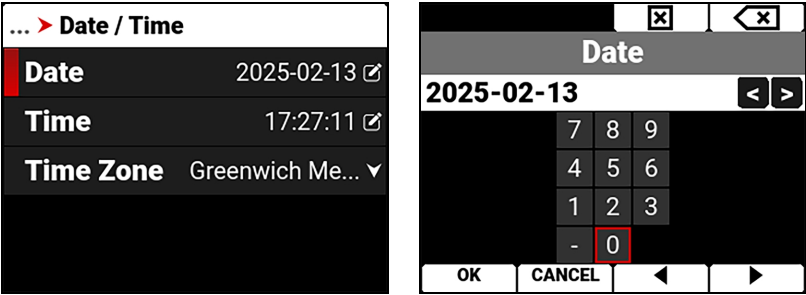 ... > Date / Time
Date 2025-02-13
Time 17:27:11
Time Zone Greenwich Me...
Date
2025-02-13 < >
7 8 9
4 5 6
1 2 3
- 0
OK CANCEL